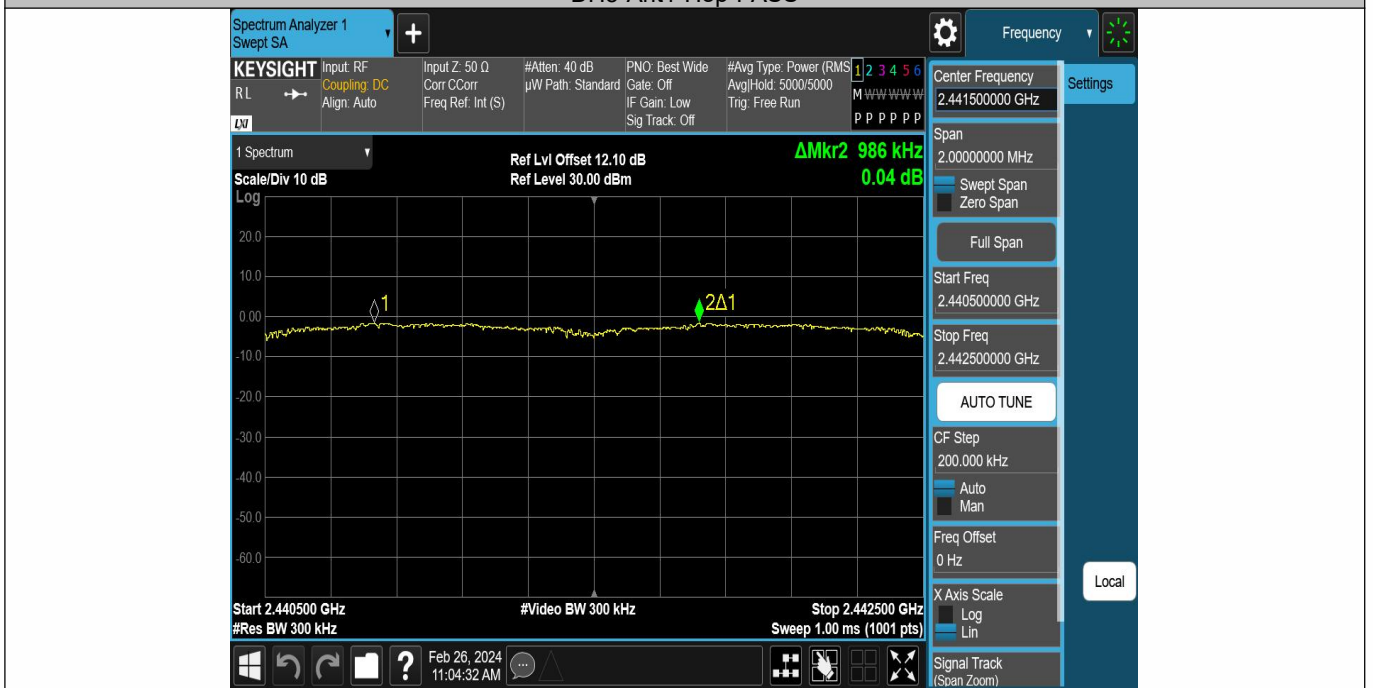 Spectrum Analyzer 1
Swept SA
+
Frequency
KEYSIGHT
RL
LXI
Input: RF
Coupling: DC
Align: Auto
Input Z: 50 Ω
Corr CCorr
Freq Ref: Int (S)
#Atten: 40 dB
µW Path: Standard
PNO: Best Wide
Gate: Off
IF Gain: Low
Sig Track: Off
#Avg Type: Power (RMS
Avg|Hold: 5000/5000
Trig: Free Run
1 2 3 4 5 6
M W W W W W
P P P P P P
1 Spectrum
Scale/Div 10 dB
Log
Ref Lvl Offset 12.10 dB
Ref Level 30.00 dBm
ΔMkr2 986 kHz
0.04 dB
20.0
10.0
0.00
-10.0
-20.0
-30.0
-40.0
-50.0
-60.0
1
2Δ1
Start 2.440500 GHz
#Res BW 300 kHz
#Video BW 300 kHz
Stop 2.442500 GHz
Sweep 1.00 ms (1001 pts)
Center Frequency
2.441500000 GHz
Settings
Span
2.00000000 MHz
Swept Span
Zero Span
Full Span
Start Freq
2.440500000 GHz
Stop Freq
2.442500000 GHz
AUTO TUNE
CF Step
200.000 kHz
Auto
Man
Freq Offset
0 Hz
X Axis Scale
Log
Lin
Local
Signal Track
(Span Zoom)
?
Feb 26, 2024
11:04:32 AM